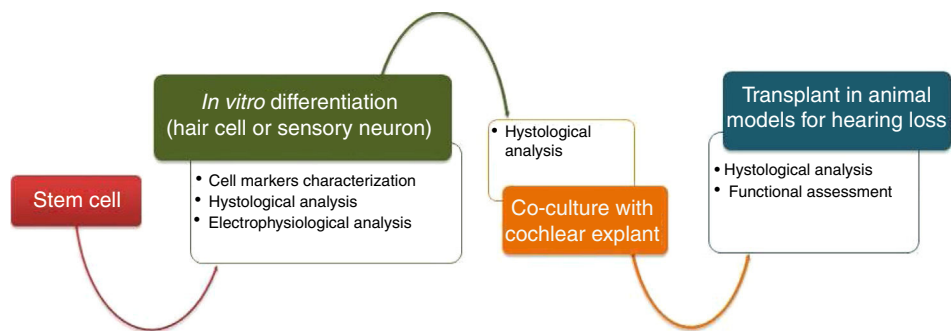 Stem cell
In vitro differentiation
(hair cell or sensory neuron)
• Cell markers characterization
• Hystological analysis
• Electrophysiological analysis
• Hystological
analysis
Co-culture with
cochlear explant
Transplant in animal
models for hearing loss
• Hystological analysis
• Functional assessment